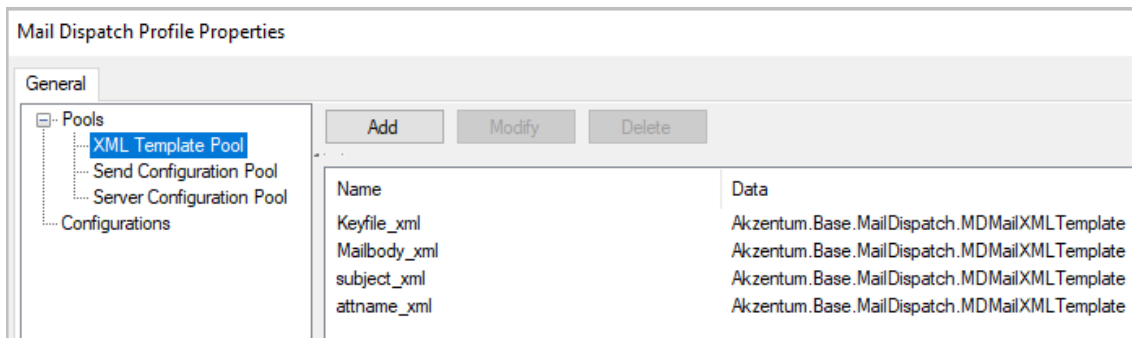 Mail Dispatch Profile Properties
General
Pools
XML Template Pool
Send Configuration Pool
Server Configuration Pool
Configurations
Add Modify Delete
Name Data
Keyfile_xml Akzentum.Base.MailDispatch.MDMailXMLTemplate
Mailbody_xml Akzentum.Base.MailDispatch.MDMailXMLTemplate
subject_xml Akzentum.Base.MailDispatch.MDMailXMLTemplate
attname_xml Akzentum.Base.MailDispatch.MDMailXMLTemplate